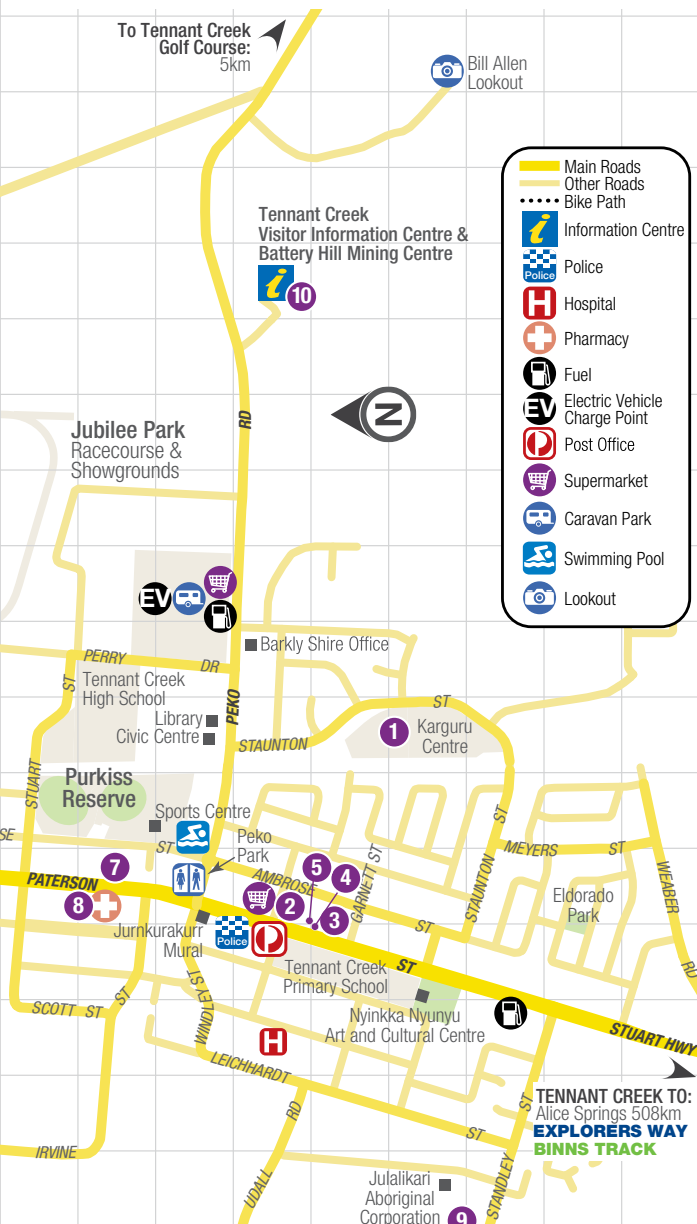 To Tennant Creek
Golf Course:
5km
Bill Allen
Lookout
Main Roads
Other Roads
Bike Path
i
Information Centre
Police
Police
H
Hospital
Pharmacy
Fuel
EV
Electric Vehicle
Charge Point
Post Office
Supermarket
Caravan Park
Swimming Pool
Lookout
Tennant Creek
Visitor Information Centre &
Battery Hill Mining Centre
i
10
N
RD
Jubilee Park
Racecourse &
Showgrounds
EV
Barkly Shire Office
PERRY
DR
ST
Tennant Creek
High School
PEKO
Library
Civic Centre
STAUNTON
ST
1
Karguru
Centre
STUART
Purkiss
Reserve
Sports Centre
SE
ST
Peko
Park
STAUNTON
ST
MEYERS
ST
WEABER
RD
7
PATERSON
8
AMBROSE
5
4
GARNETT ST
2
3
ST
Eldorado
Park
Jurnkurakurr
Mural
Police
Tennant Creek
Primary School
ST
Nyinkka Nyunyu
Art and Cultural Centre
STUART HWY
SCOTT ST
ST
WINDLEY ST
H
LEICHHARDT
ST
ST
TENNANT CREEK TO:
Alice Springs 508km
EXPLORERS WAY
BINNS TRACK
IRVINE
RD
UDALL
Julalikari
Aboriginal
Corporation
9
STANDLEY